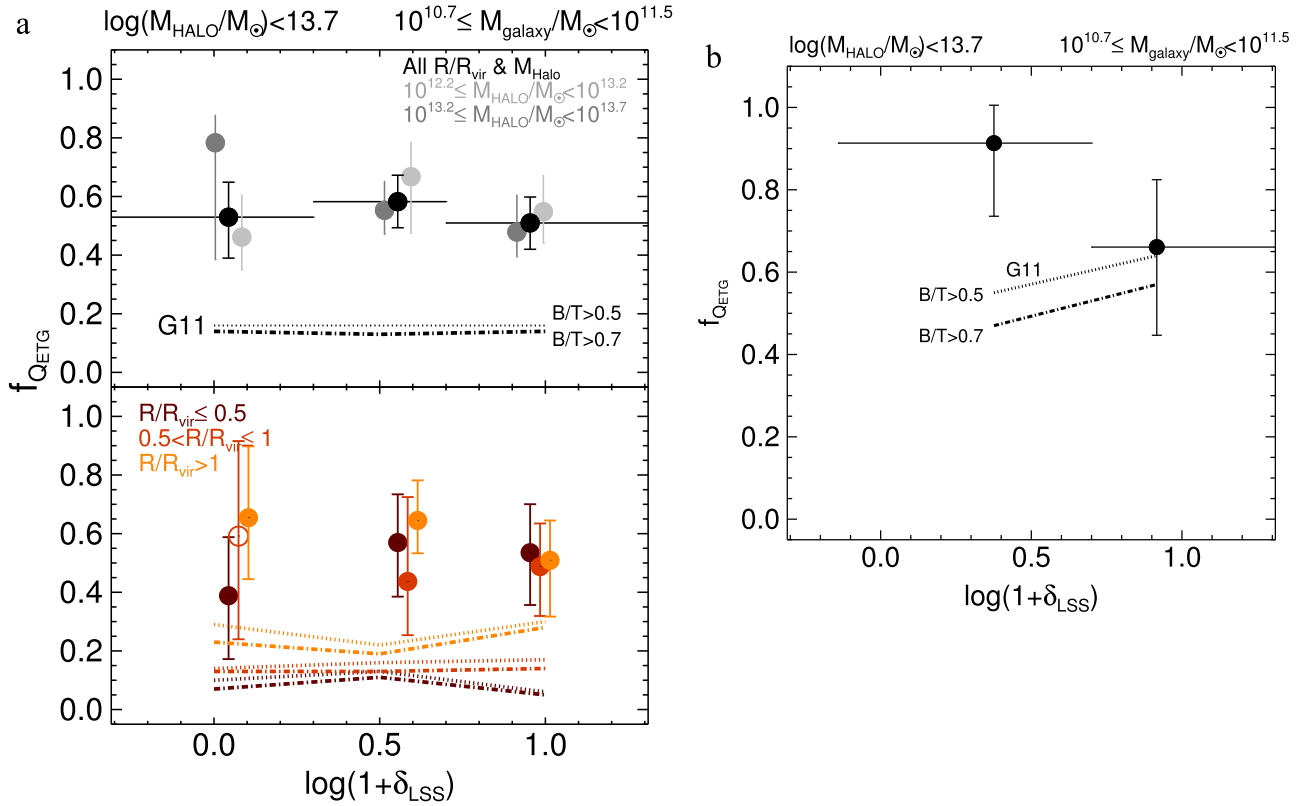 a
log(M_HALO/M_⊙)<13.7 10^10.7≤ M_galaxy/M_⊙<10^11.5
All R/R_vir & M_Halo
10^12.2≤ M_HALO/M_⊙<10^13.2
10^13.2≤ M_HALO/M_⊙<10^13.7
1.0
0.8
0.6
0.4
0.2
0.0
G11
B/T>0.5
B/T>0.7
f_Q_ETG
R/R_vir≤ 0.5
0.5<R/R_vir≤ 1
R/R_vir>1
1.0
0.8
0.6
0.4
0.2
0.0
0.0 0.5 1.0
log(1+δ_LSS)
b
log(M_HALO/M_⊙)<13.7 10^10.7≤ M_galaxy/M_⊙<10^11.5
1.0
0.8
0.6
0.4
0.2
0.0
f_Q_ETG
G11
B/T>0.5
B/T>0.7
0.0 0.5 1.0
log(1+δ_LSS)